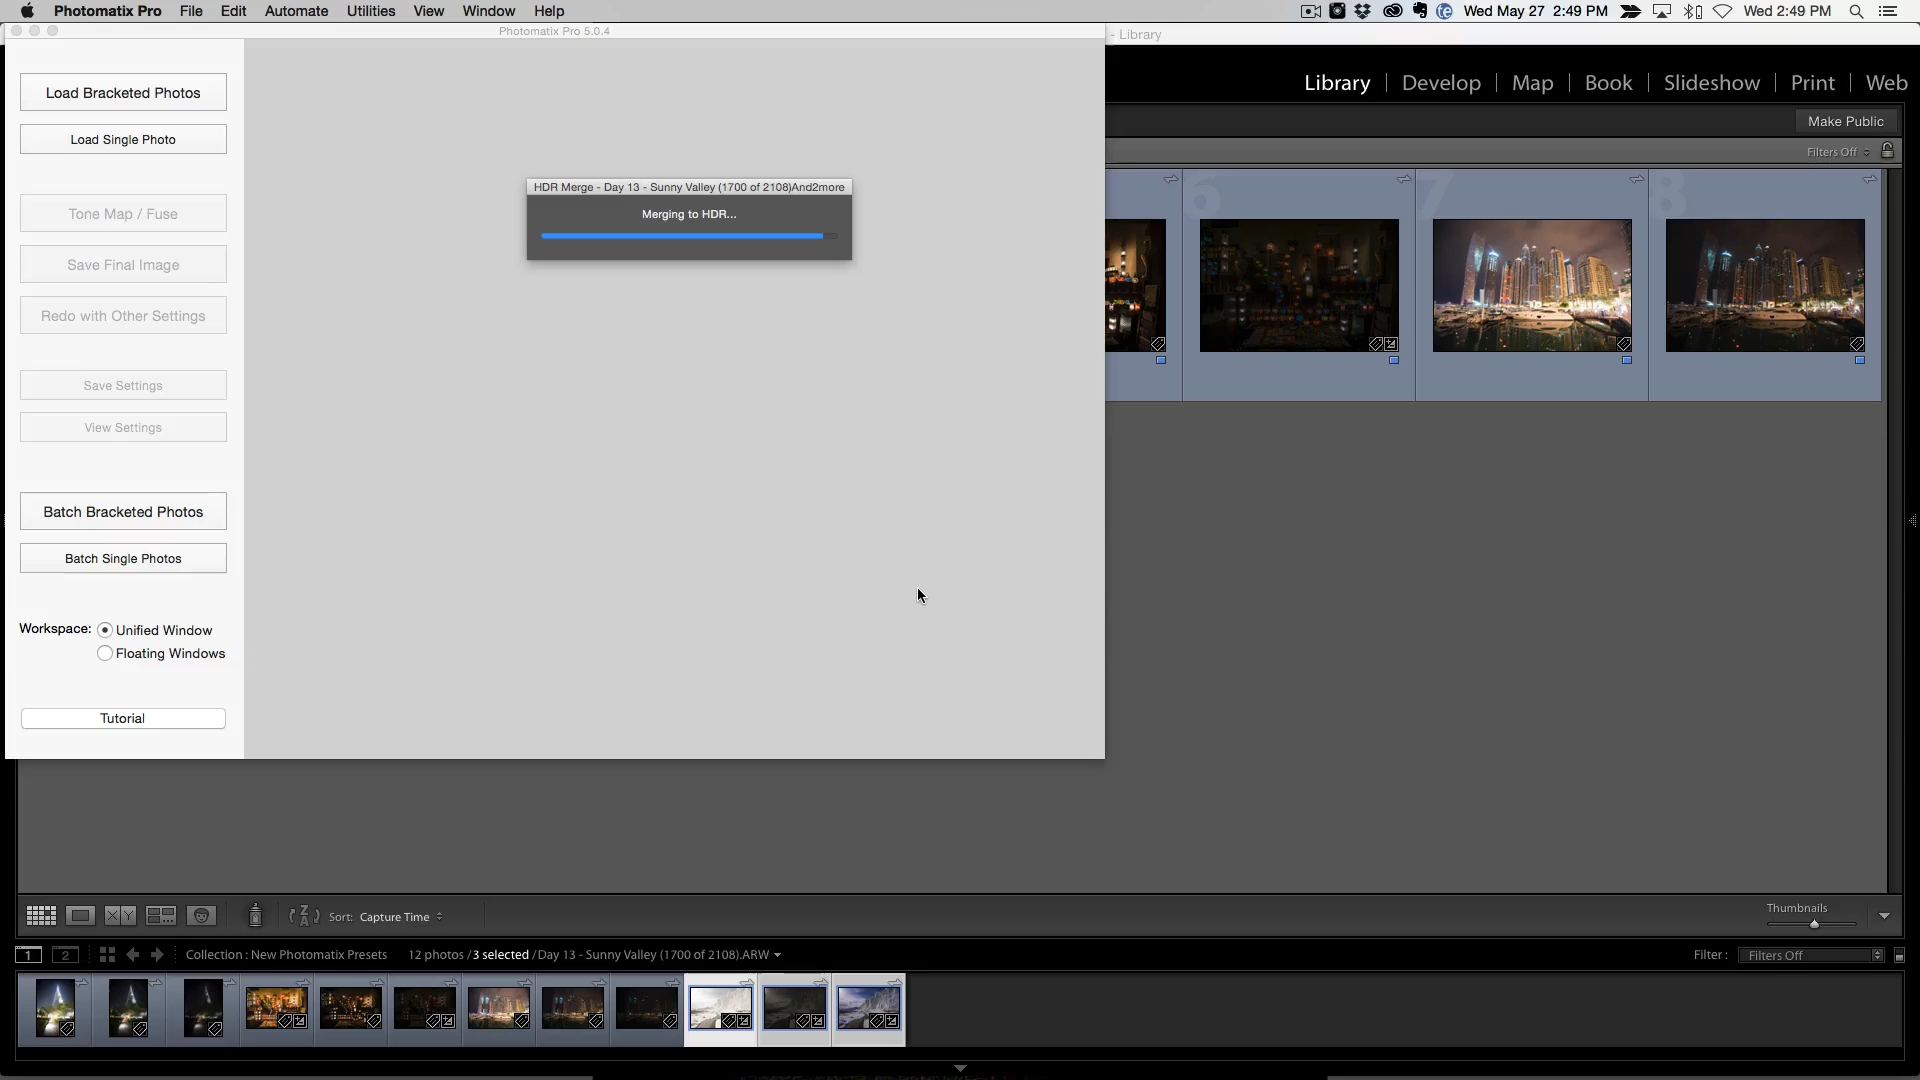 Photomatix Pro File Edit Automate Utilities View Window Help Wed May 27 2:49 PM Wed 2:49 PM
Photomatix Pro 5.0.4
- Library
Load Bracketed Photos
Load Single Photo
Tone Map / Fuse
Save Final Image
Redo with Other Settings
Save Settings
View Settings
Batch Bracketed Photos
Batch Single Photos
Workspace: Unified Window
Floating Windows
Tutorial
HDR Merge - Day 13 - Sunny Valley (1700 of 2108)And2more
Merging to HDR...
Library Develop Map Book Slideshow Print Web
Make Public
Filters Off
6 7 8
Sort: Capture Time
Thumbnails
1 2 Collection : New Photomatix Presets 12 photos / 3 selected / Day 13 - Sunny Valley (1700 of 2108).ARW
Filter : Filters Off